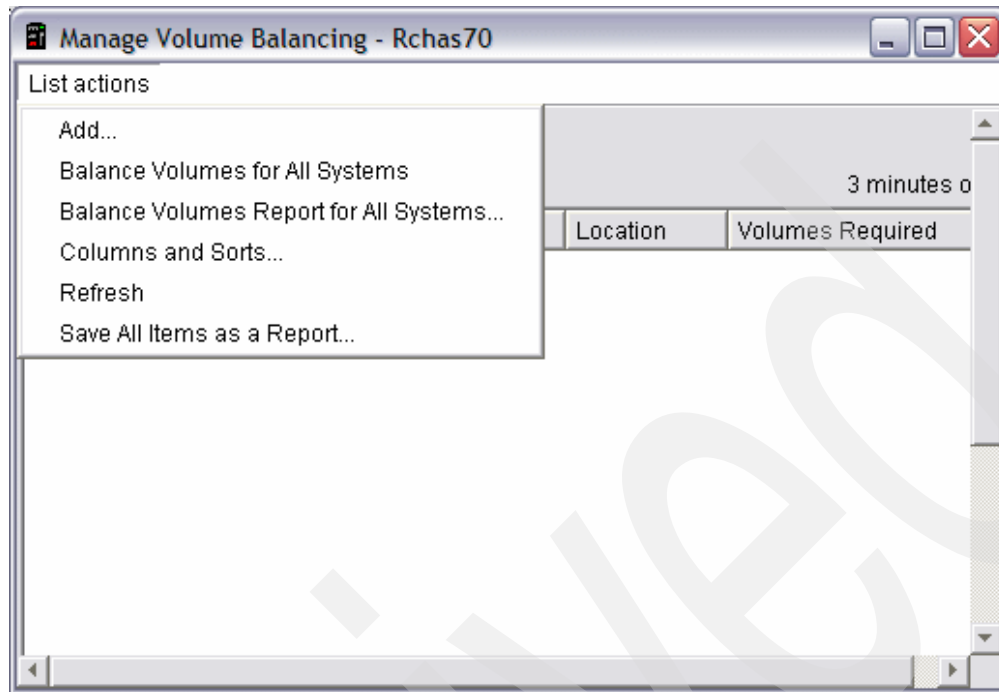 Manage Volume Balancing - Rchas70
List actions
Add...
Balance Volumes for All Systems
3 minutes o
Balance Volumes Report for All Systems...
Location
Volumes Required
Columns and Sorts...
Refresh
Save All Items as a Report...